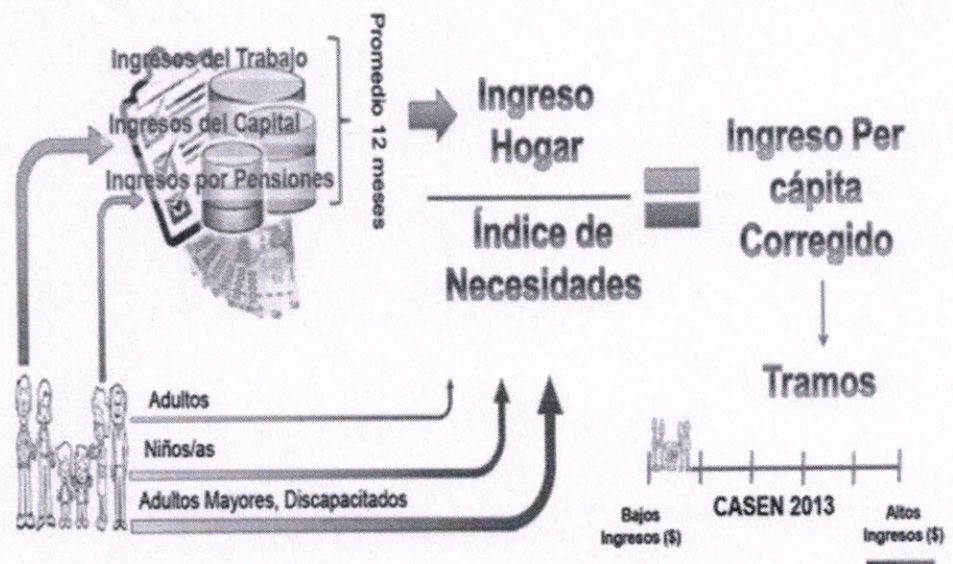 Ingresos del Trabajo
Ingresos del Capital
Ingresos por Pensiones
Promedio 12 meses
Ingreso
Hogar
Índice de
Necesidades
Ingreso Per
cápita
Corregido
Tramos
Adultos
Niños/as
Adultos Mayores, Discapacitados
Bajos
Ingresos ($)
CASEN 2013
Altos
Ingresos ($)